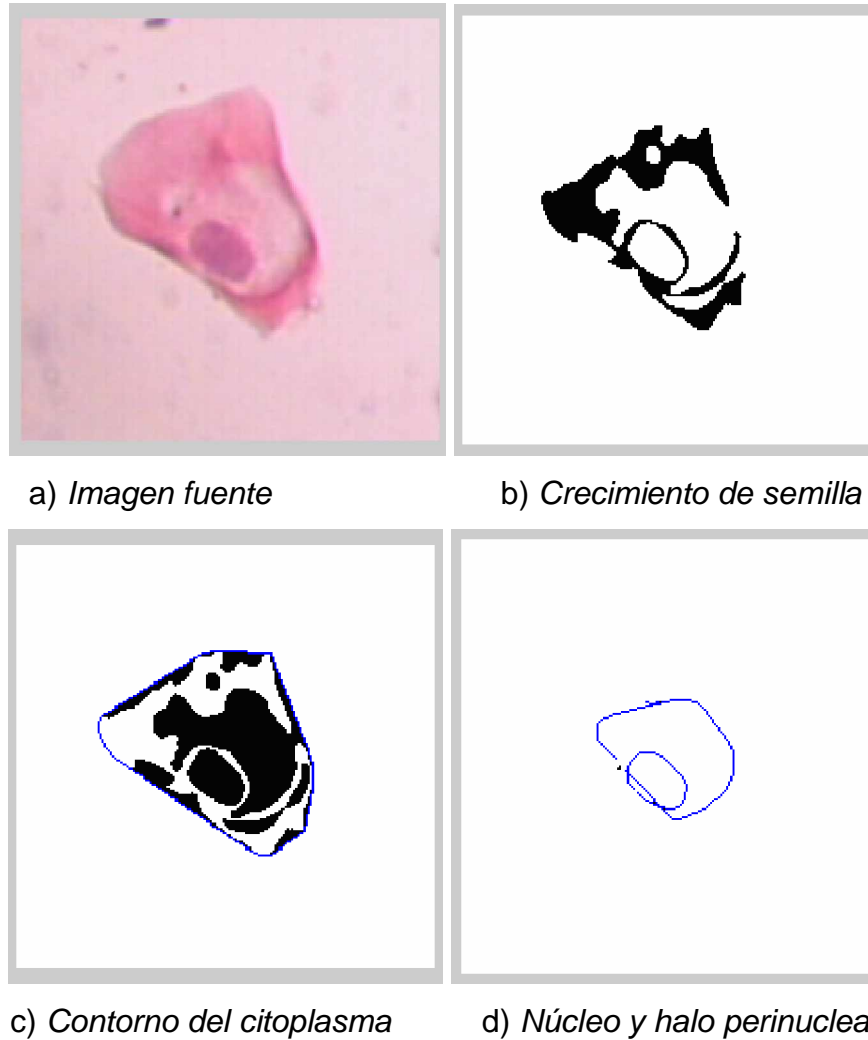 a) Imagen fuente
b) Crecimiento de semilla
c) Contorno del citoplasma
d) Núcleo y halo perinuclea